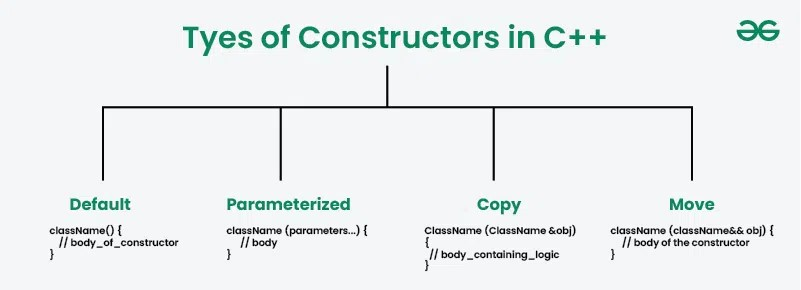 Tyes of Constructors in C++
Default
className() {
// body_of_constructor
}
Parameterized
className (parameters...) {
// body
}
Copy
ClassName (ClassName &obj)
{
// body_containing_logic
}
Move
className (className&& obj) {
// body of the constructor
}